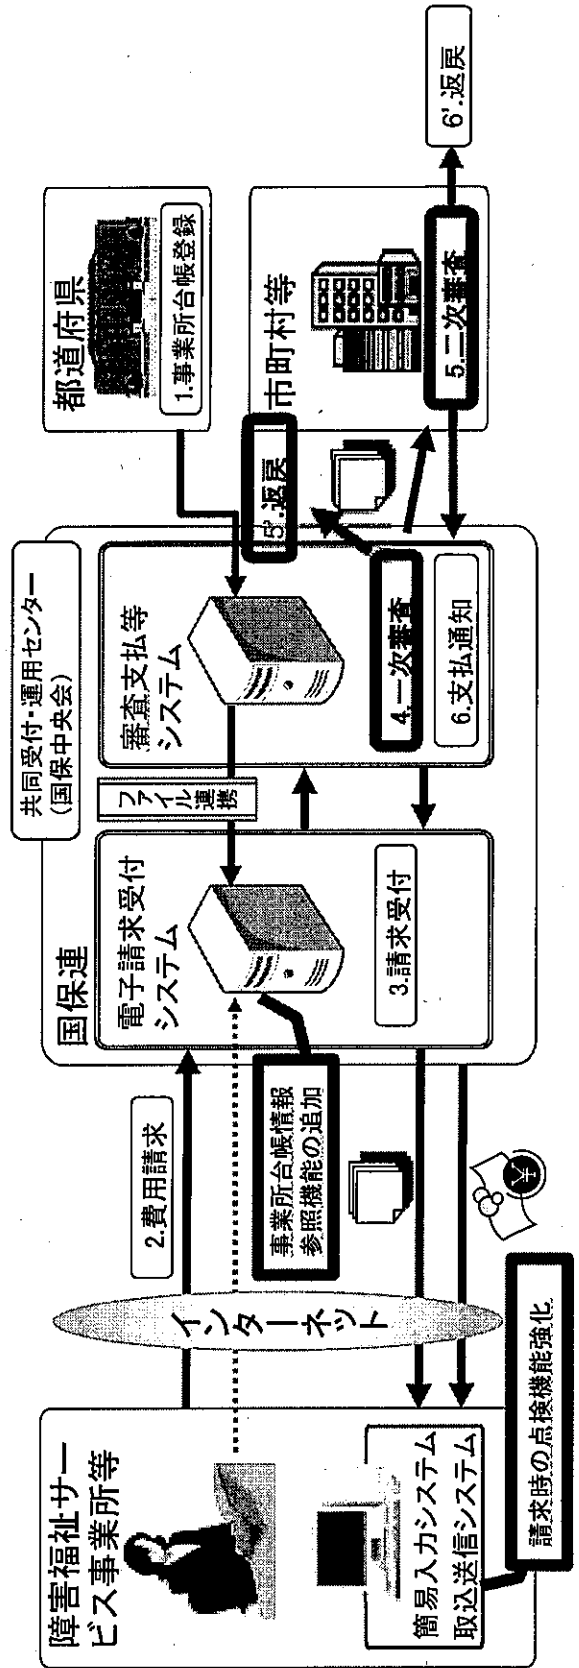 障害福祉サー
ビス事業所等
簡易入力システム
取込送信システム
請求時の点検機能強化
インターネット
2.費用請求
事業所台帳情報
参照機能の追加
国保連
電子請求受付
システム
3.請求受付
ファイル連携
共同受付・運用センター
(国保中央会)
審査支払等
システム
4.一次審査
6.支払通知
5'.返戻
都道府県
1.事業所台帳登録
市町村等
5.二次審査
6'.返戻
¥